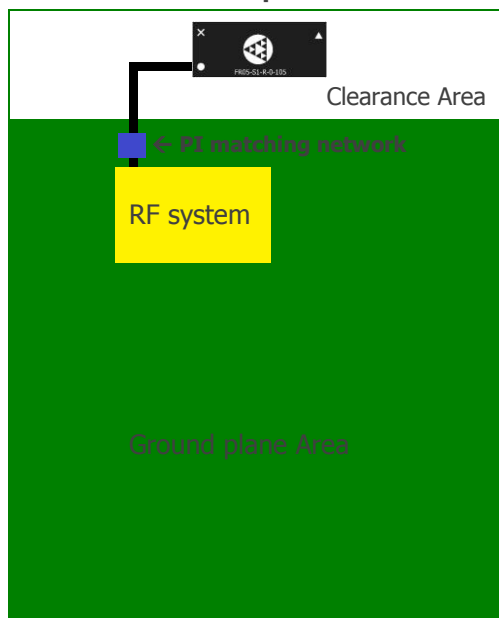 FR05-S1-R-0-105
Clearance Area
← PI matching network
RF system
Ground plane Area